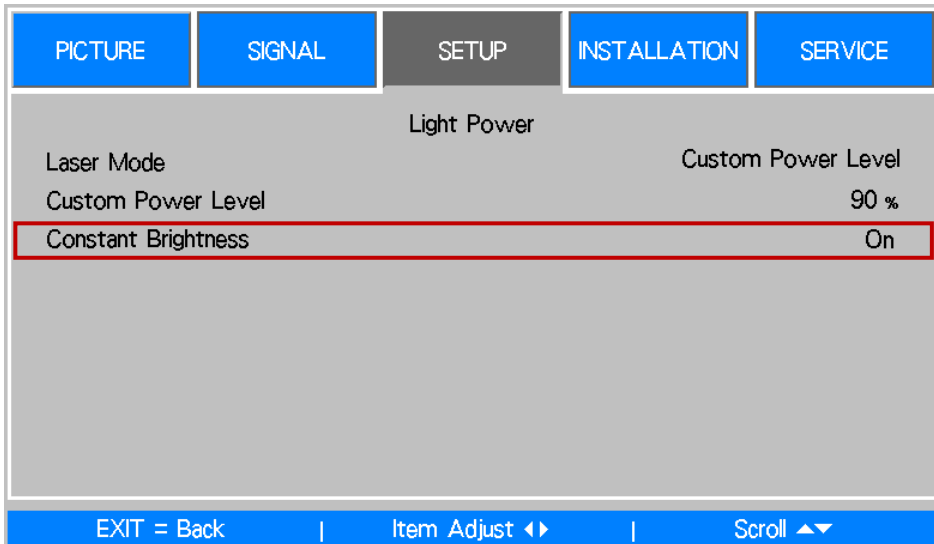 PICTURE SIGNAL SETUP INSTALLATION SERVICE
Light Power
Laser Mode Custom Power Level
Custom Power Level 90 %
Constant Brightness On
EXIT = Back | Item Adjust ◂▸ | Scroll ▴▾